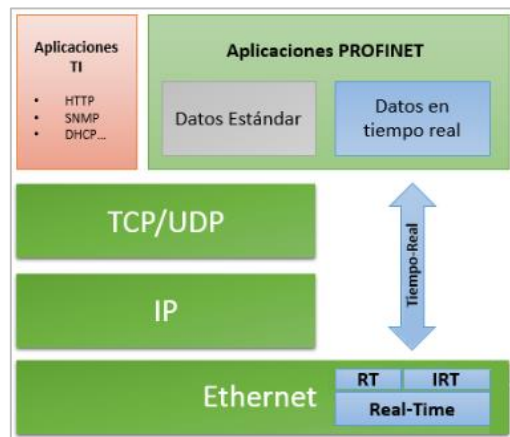 Aplicaciones
TI
• HTTP
• SNMP
• DHCP...
Aplicaciones PROFINET
Datos Estándar
Datos en
tiempo real
TCP/UDP
Tiempo-Real
IP
Ethernet
RT
IRT
Real-Time